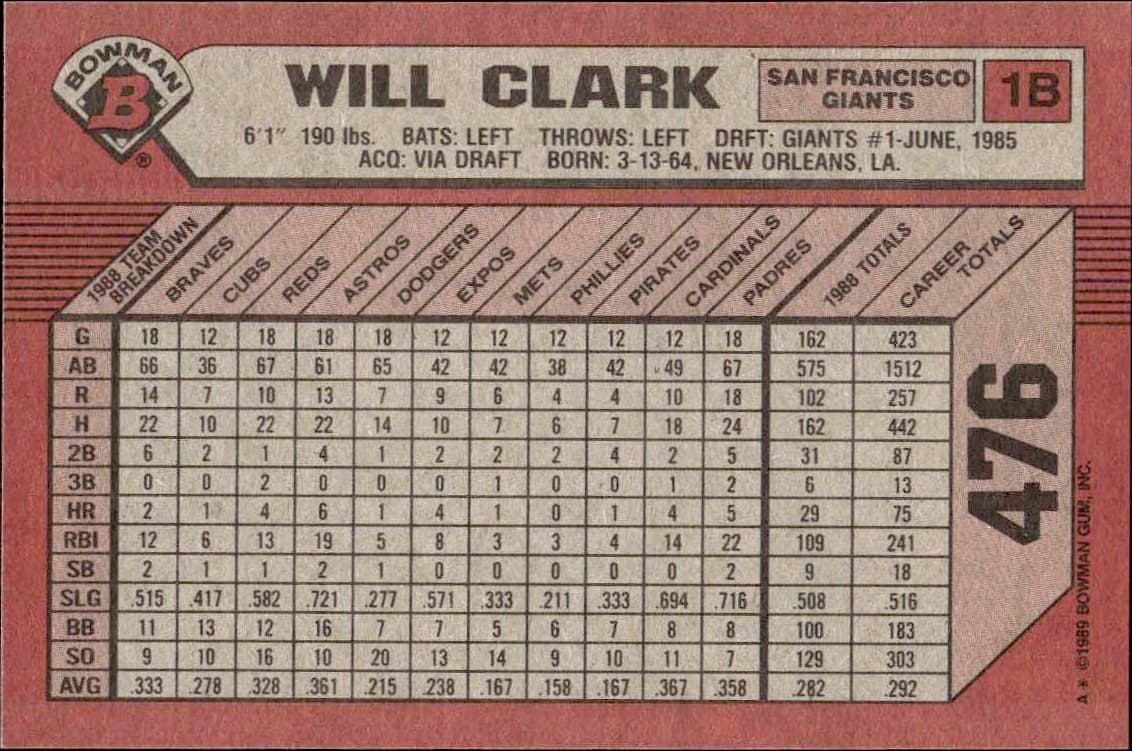 BOWMAN
B
®
WILL CLARK
SAN FRANCISCO
GIANTS
1B
6'1" 190 lbs. BATS: LEFT THROWS: LEFT DRFT: GIANTS #1-JUNE, 1985
ACQ: VIA DRAFT BORN: 3-13-64, NEW ORLEANS, LA.
1988 TEAM
BREAKDOWN
BRAVES
CUBS
REDS
ASTROS
DODGERS
EXPOS
METS
PHILLIES
PIRATES
CARDINALS
PADRES
1988 TOTALS
CAREER
TOTALS
G 18 12 18 18 18 12 12 12 12 12 18 162 423
AB 66 36 67 61 65 42 42 38 42 49 67 575 1512
R 14 7 10 13 7 9 6 4 4 10 18 102 257
H 22 10 22 22 14 10 7 6 7 18 24 162 442
2B 6 2 1 4 1 2 2 2 4 2 5 31 87
3B 0 0 2 0 0 0 1 0 0 1 2 6 13
HR 2 1 4 6 1 4 1 0 1 4 5 29 75
RBI 12 6 13 19 5 8 3 3 4 14 22 109 241
SB 2 1 1 2 1 0 0 0 0 0 2 9 18
SLG .515 .417 .582 .721 .277 .571 .333 .211 .333 .694 .716 .508 .516
BB 11 13 12 16 7 7 5 6 7 8 8 100 183
SO 9 10 16 10 20 13 14 9 10 11 7 129 303
AVG .333 .278 .328 .361 .215 .238 .167 .158 .167 .367 .358 .282 .292
476
A * ©1989 BOWMAN GUM, INC.